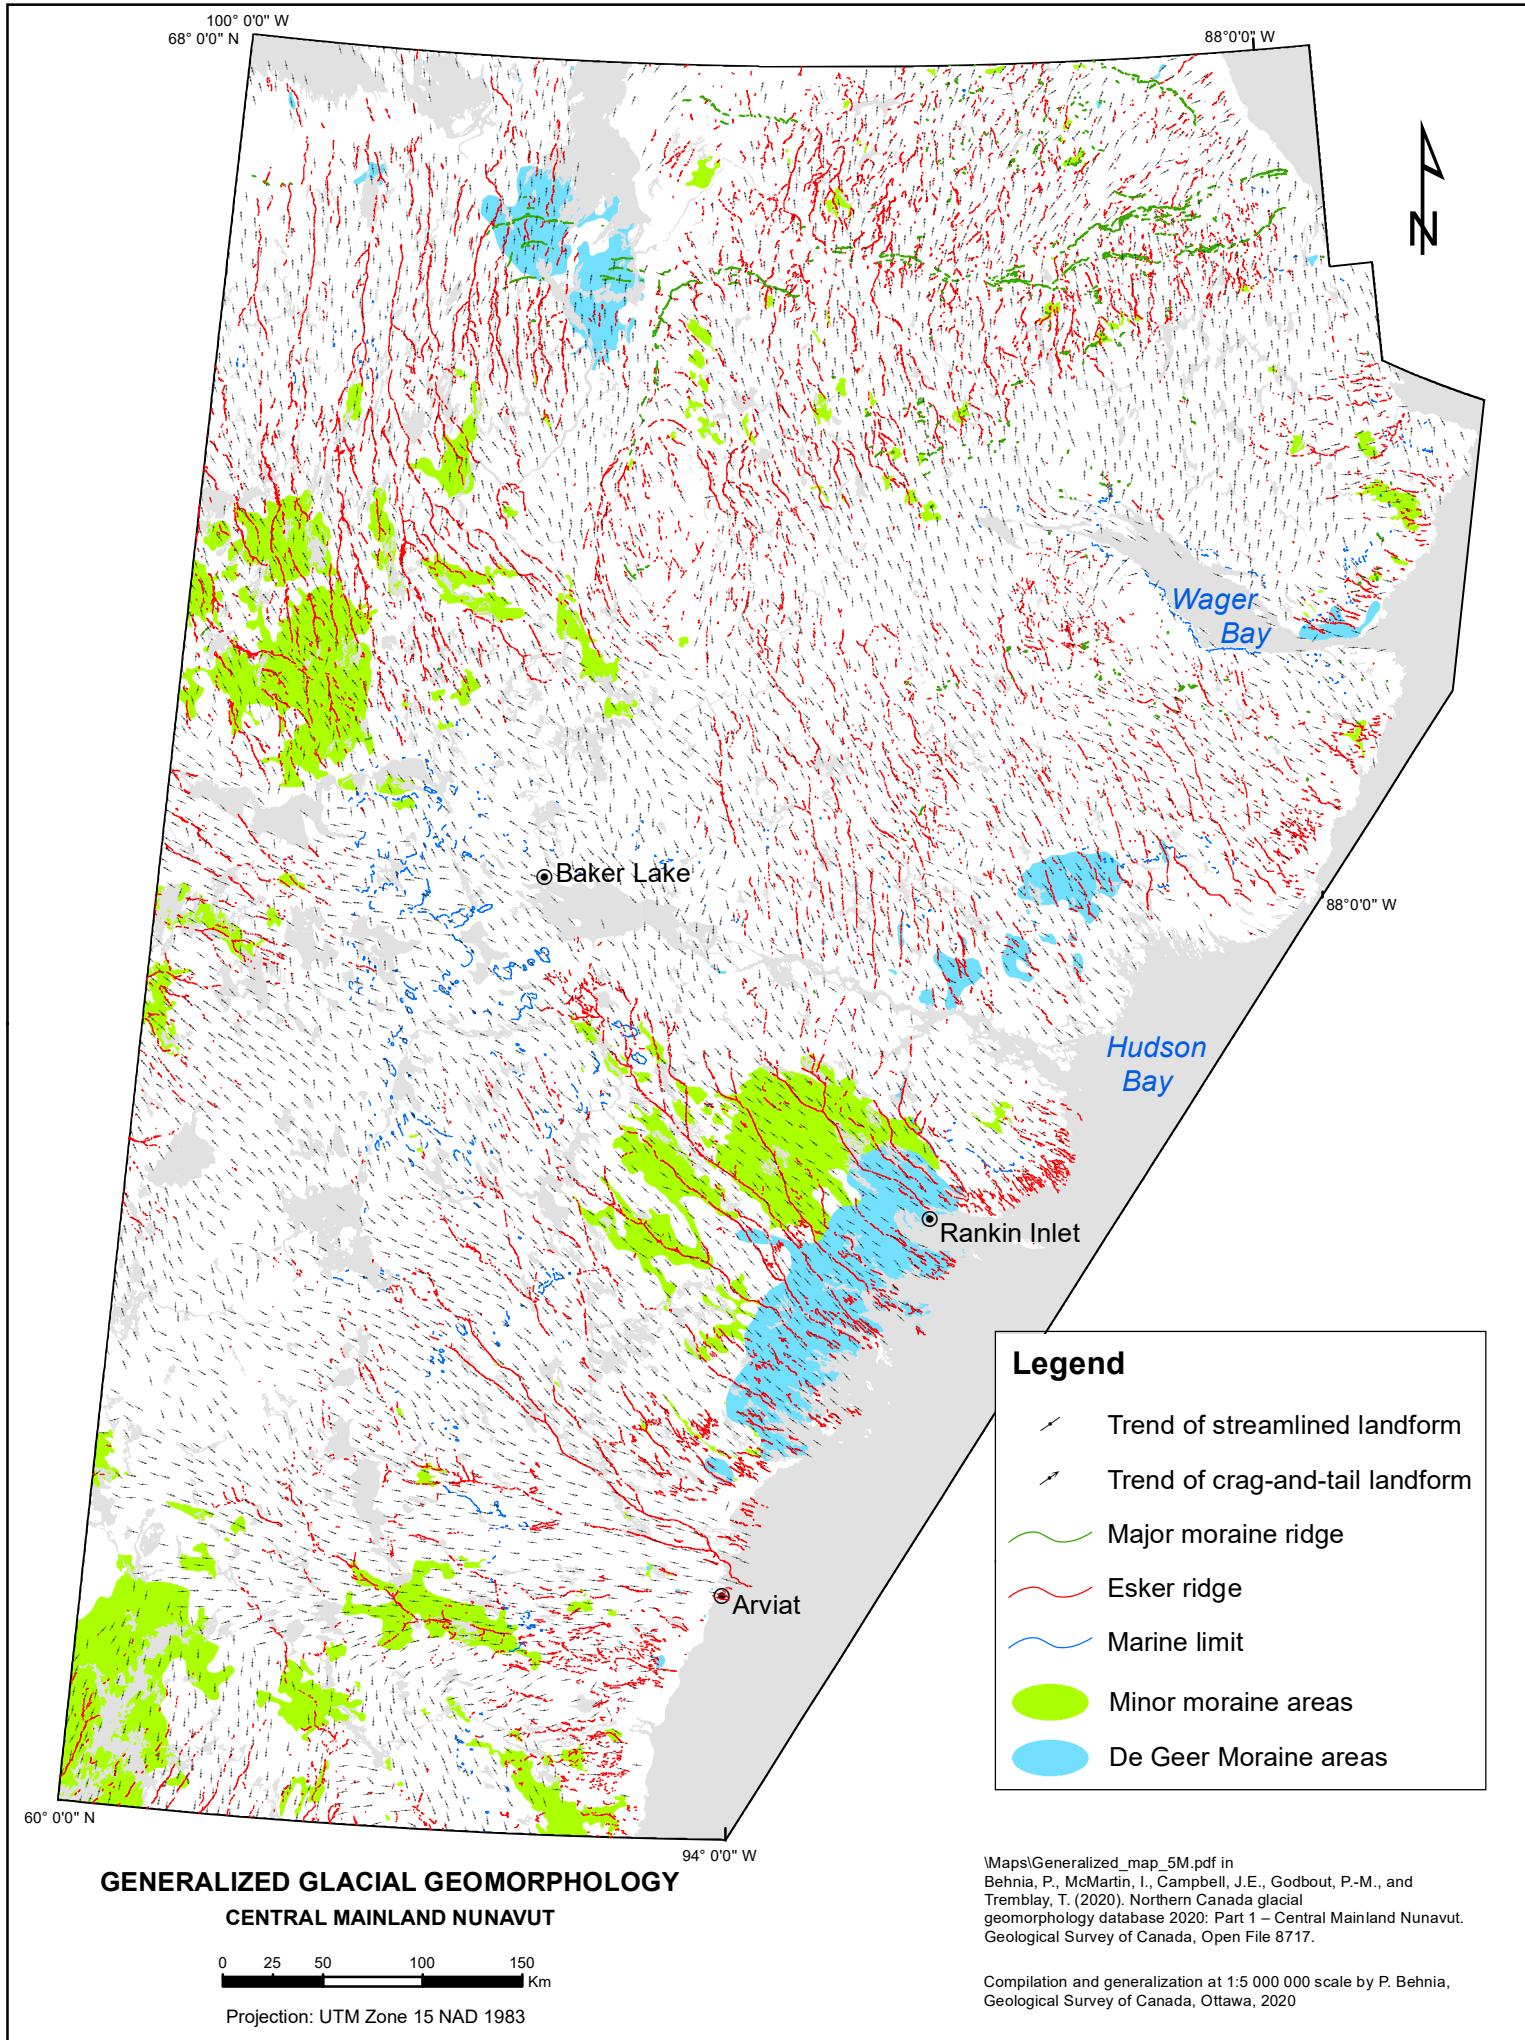 100° 0'0" W
68° 0'0" N
88°0'0" W
N
Wager
Bay
Baker Lake
88°0'0" W
Hudson
Bay
Rankin Inlet
Legend
Trend of streamlined landform
Trend of crag-and-tail landform
Major moraine ridge
Esker ridge
Arviat
Marine limit
Minor moraine areas
De Geer Moraine areas
60° 0'0" N
94° 0'0" W
GENERALIZED GLACIAL GEOMORPHOLOGY
CENTRAL MAINLAND NUNAVUT
0 25 50 100 150
Km
Projection: UTM Zone 15 NAD 1983
\Maps\Generalized_map_5M.pdf in
Behnia, P., McMartin, I., Campbell, J.E., Godbout, P.-M., and
Tremblay, T. (2020). Northern Canada glacial
geomorphology database 2020: Part 1 – Central Mainland Nunavut.
Geological Survey of Canada, Open File 8717.
Compilation and generalization at 1:5 000 000 scale by P. Behnia,
Geological Survey of Canada, Ottawa, 2020